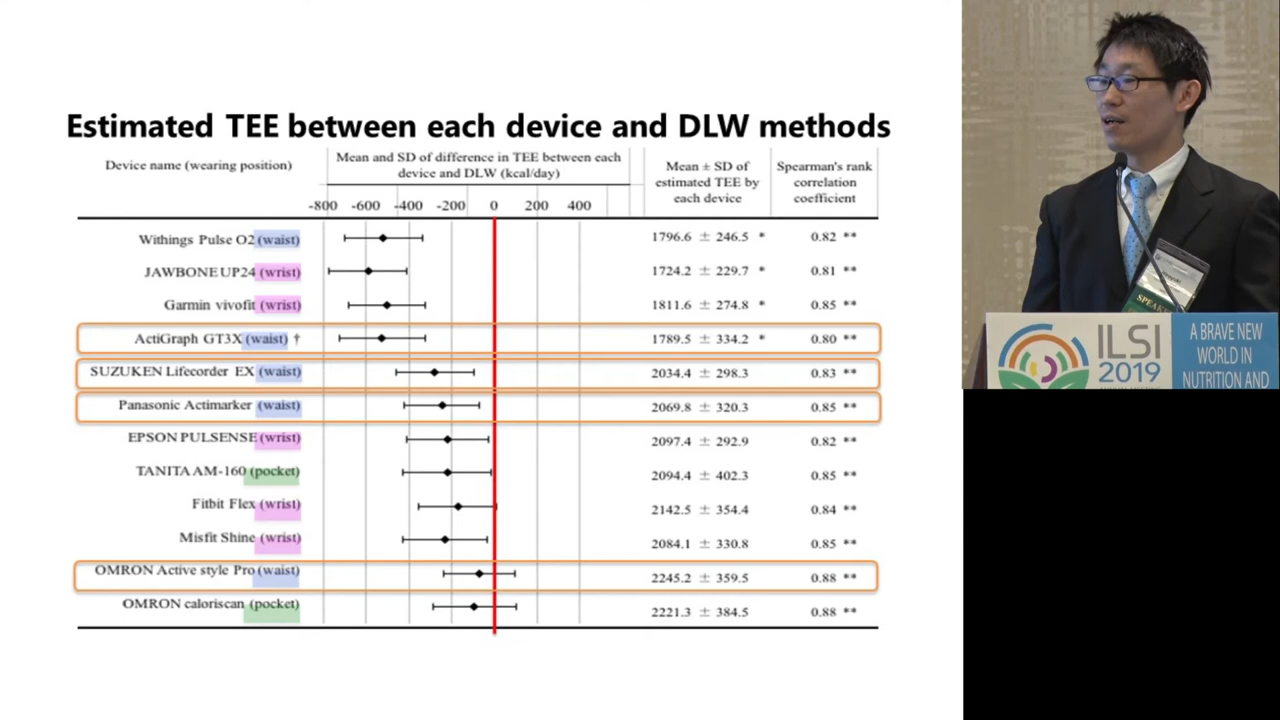 Estimated TEE between each device and DLW methods
Device name (wearing position)
Mean and SD of difference in TEE between each
device and DLW (kcal/day)
Mean ± SD of
estimated TEE by
each device
Spearman's rank
correlation
coefficient
-800 -600 -400 -200 0 200 400
Withings Pulse O2 (waist) 1796.6 ± 246.5 * 0.82 **
JAWBONE UP24 (wrist) 1724.2 ± 229.7 * 0.81 **
Garmin vivofit (wrist) 1811.6 ± 274.8 * 0.85 **
ActiGraph GT3X (waist) † 1789.5 ± 334.2 * 0.80 **
SUZUKEN Lifecorder EX (waist) 2034.4 ± 298.3 0.83 **
Panasonic Actimarker (waist) 2069.8 ± 320.3 0.85 **
EPSON PULSENSE (wrist) 2097.4 ± 292.9 0.82 **
TANITA AM-160 (pocket) 2094.4 ± 402.3 0.85 **
Fitbit Flex (wrist) 2142.5 ± 354.4 0.84 **
Misfit Shine (wrist) 2084.1 ± 330.8 0.85 **
OMRON Active style Pro (waist) 2245.2 ± 359.5 0.88 **
OMRON caloriscan (pocket) 2221.3 ± 384.5 0.88 **
ILSI
2019
A BRAVE NEW
WORLD IN
NUTRITION AND